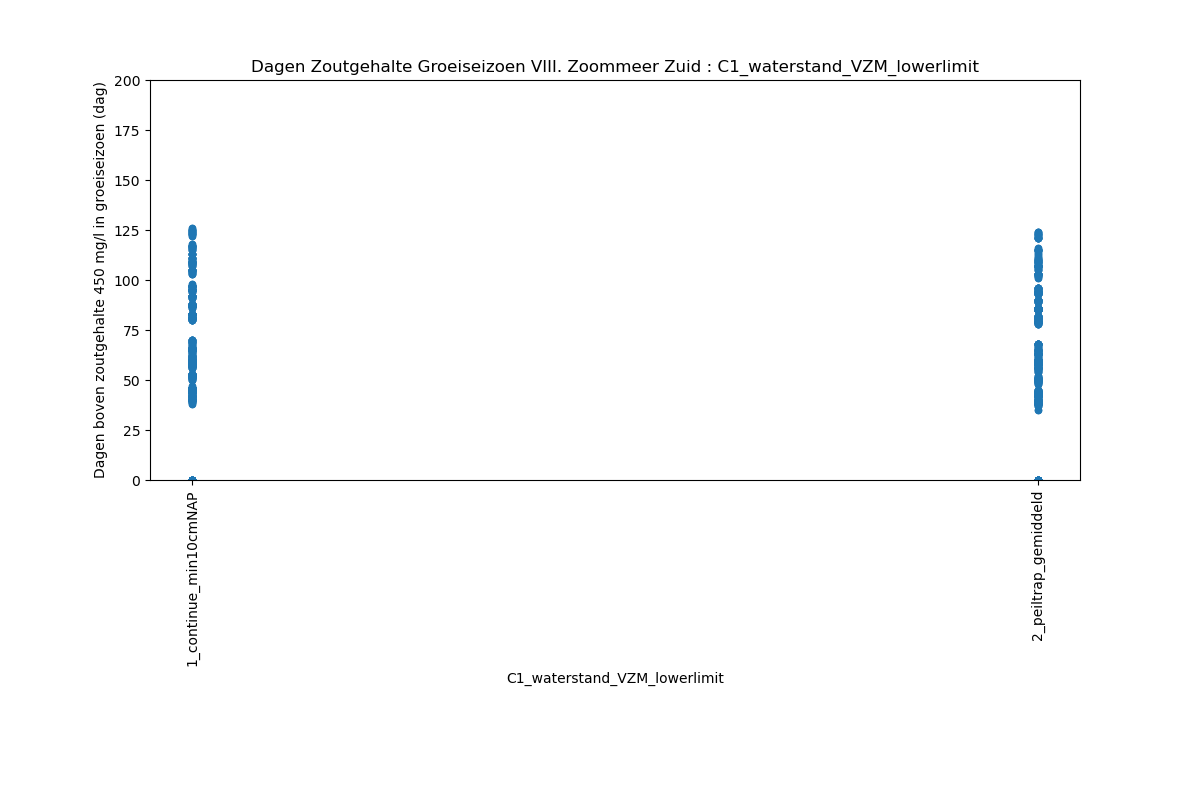 Dagen Zoutgehalte Groeiseizoen VIII. Zoommeer Zuid : C1_waterstand_VZM_lowerlimit
Dagen boven zoutgehalte 450 mg/l in groeiseizoen (dag)
200
175
150
125
100
75
50
25
0
1_continue_min10cmNAP
2_peiltrap_gemiddeld
C1_waterstand_VZM_lowerlimit